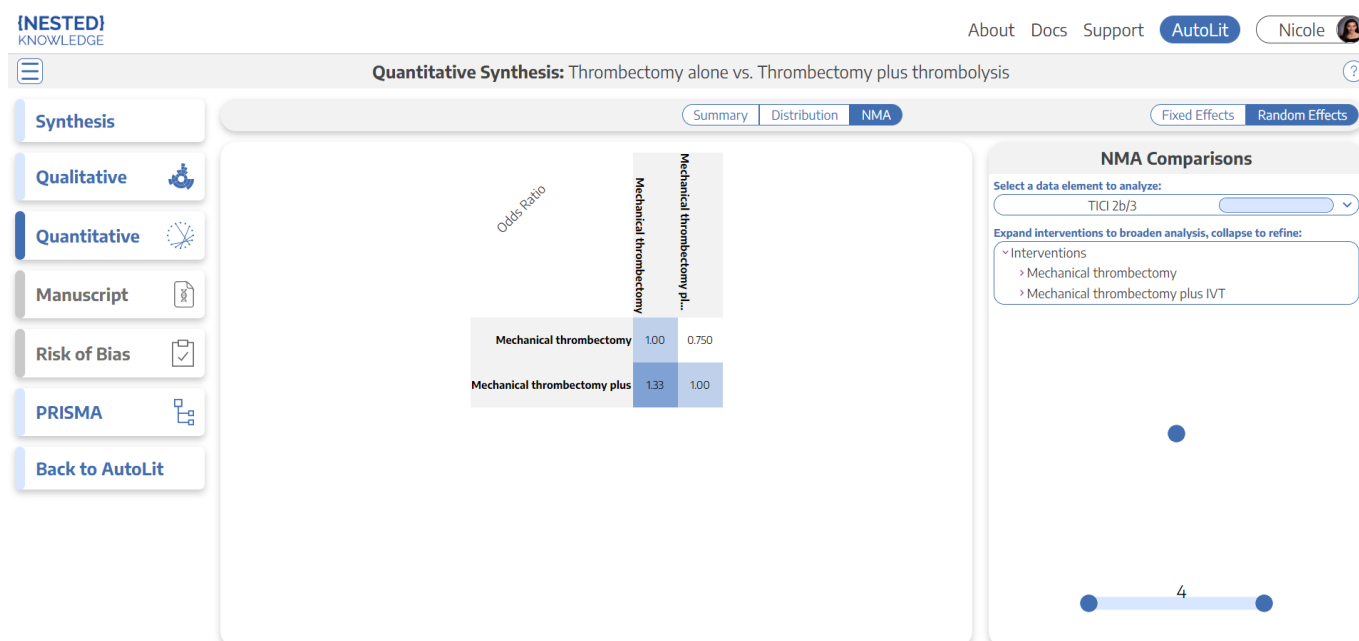 {NESTED}
KNOWLEDGE
About Docs Support AutoLit Nicole
Quantitative Synthesis: Thrombectomy alone vs. Thrombectomy plus thrombolysis
?
Synthesis
Qualitative
Quantitative
Manuscript
Risk of Bias
PRISMA
Back to AutoLit
Summary Distribution NMA
Fixed Effects Random Effects
Odds Ratio
Mechanical thrombectomy
Mechanical thrombectomy pl...
Mechanical thrombectomy 1.00 0.750
Mechanical thrombectomy plus 1.33 1.00
NMA Comparisons
Select a data element to analyze:
TICI 2b/3
Expand interventions to broaden analysis, collapse to refine:
Interventions
Mechanical thrombectomy
Mechanical thrombectomy plus IVT
4